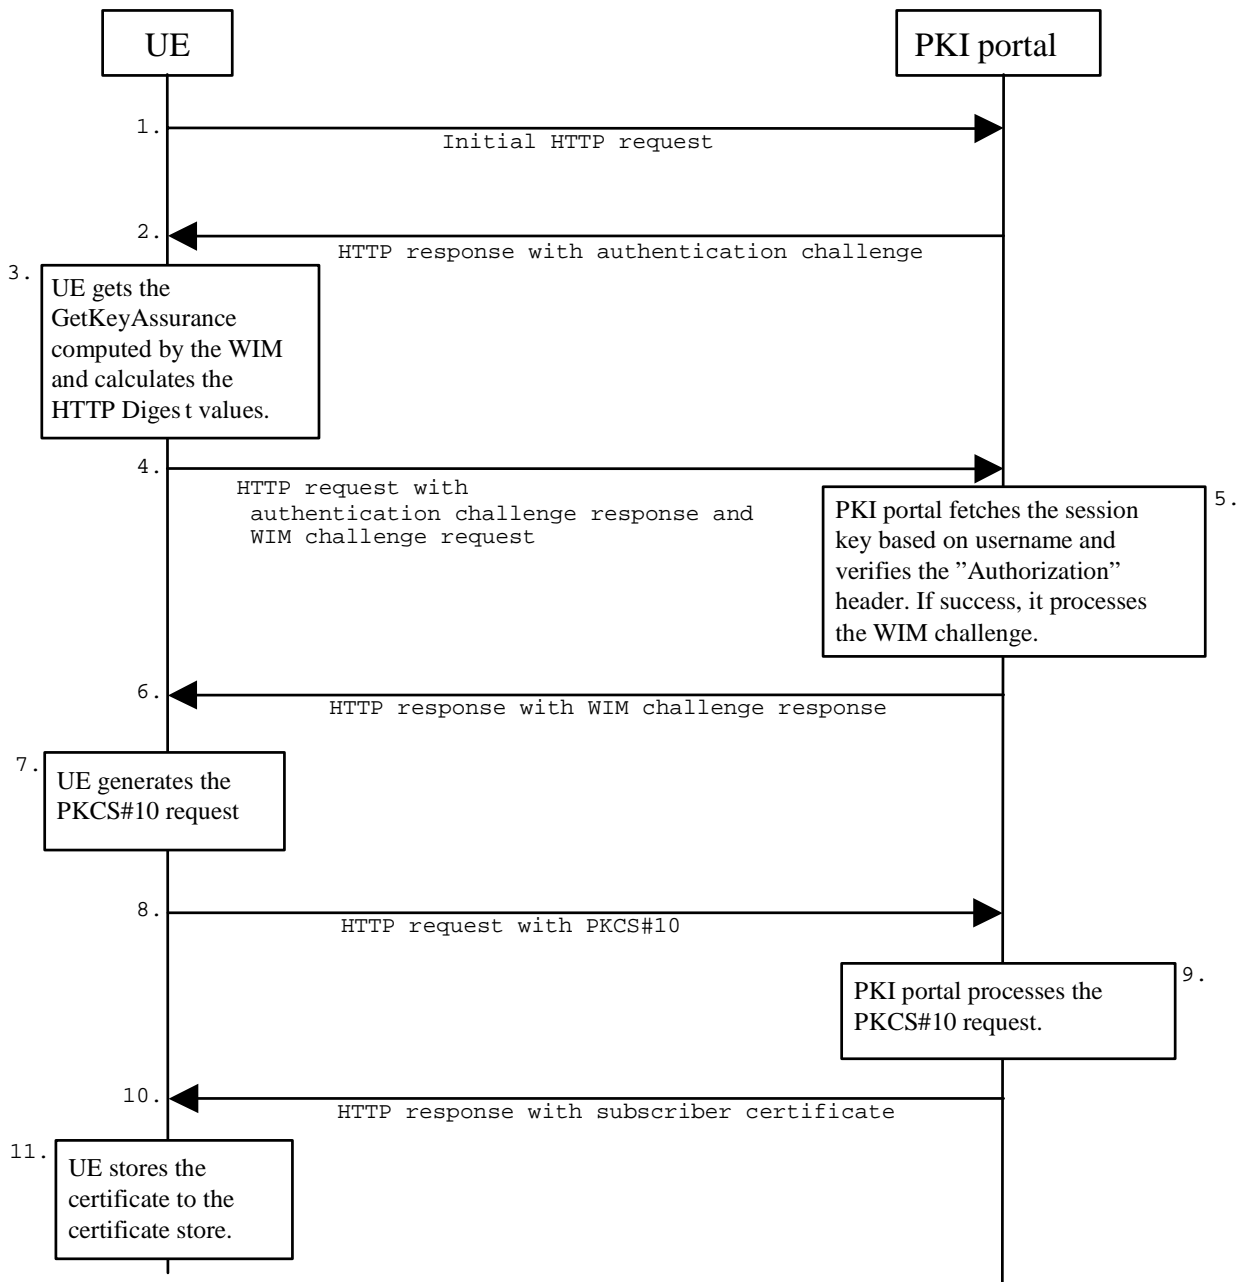 UE
PKI portal
1.
Initial HTTP request
2.
HTTP response with authentication challenge
3.
UE gets the
GetKeyAssurance
computed by the WIM
and calculates the
HTTP Digest values.
4.
HTTP request with
authentication challenge response and
WIM challenge request
5.
PKI portal fetches the session
key based on username and
verifies the ”Authorization”
header. If success, it processes
the WIM challenge.
6.
HTTP response with WIM challenge response
7.
UE generates the
PKCS#10 request
8.
HTTP request with PKCS#10
9.
PKI portal processes the
PKCS#10 request.
10.
HTTP response with subscriber certificate
11.
UE stores the
certificate to the
certificate store.